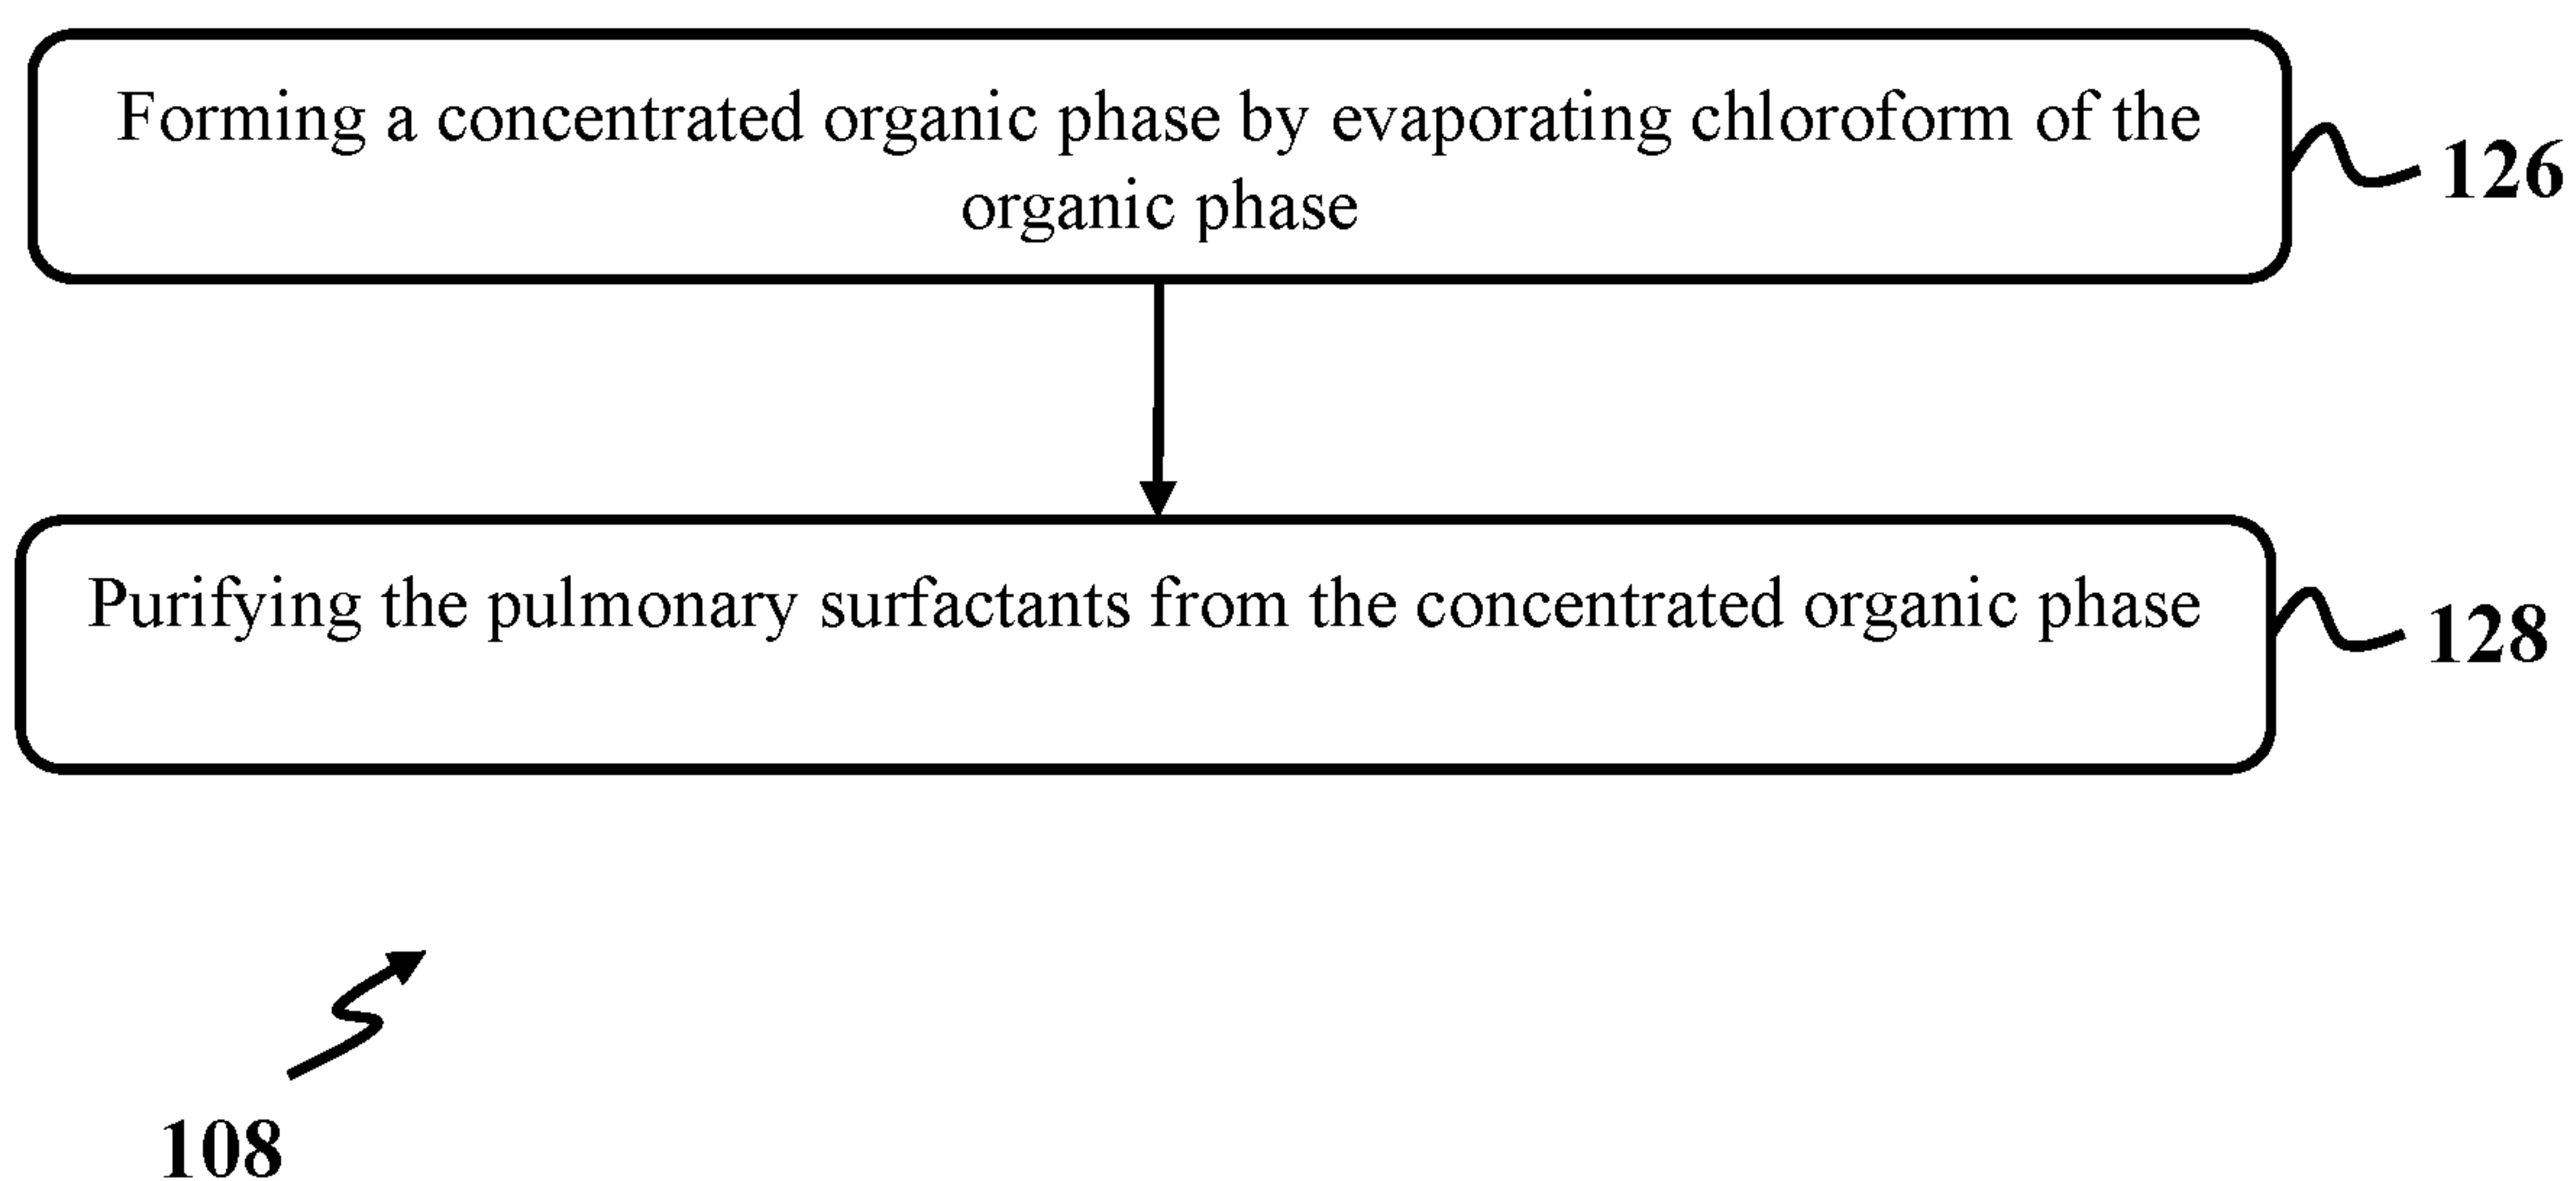 Forming a concentrated organic phase by evaporating chloroform of the
organic phase
126
Purifying the pulmonary surfactants from the concentrated organic phase
128
108